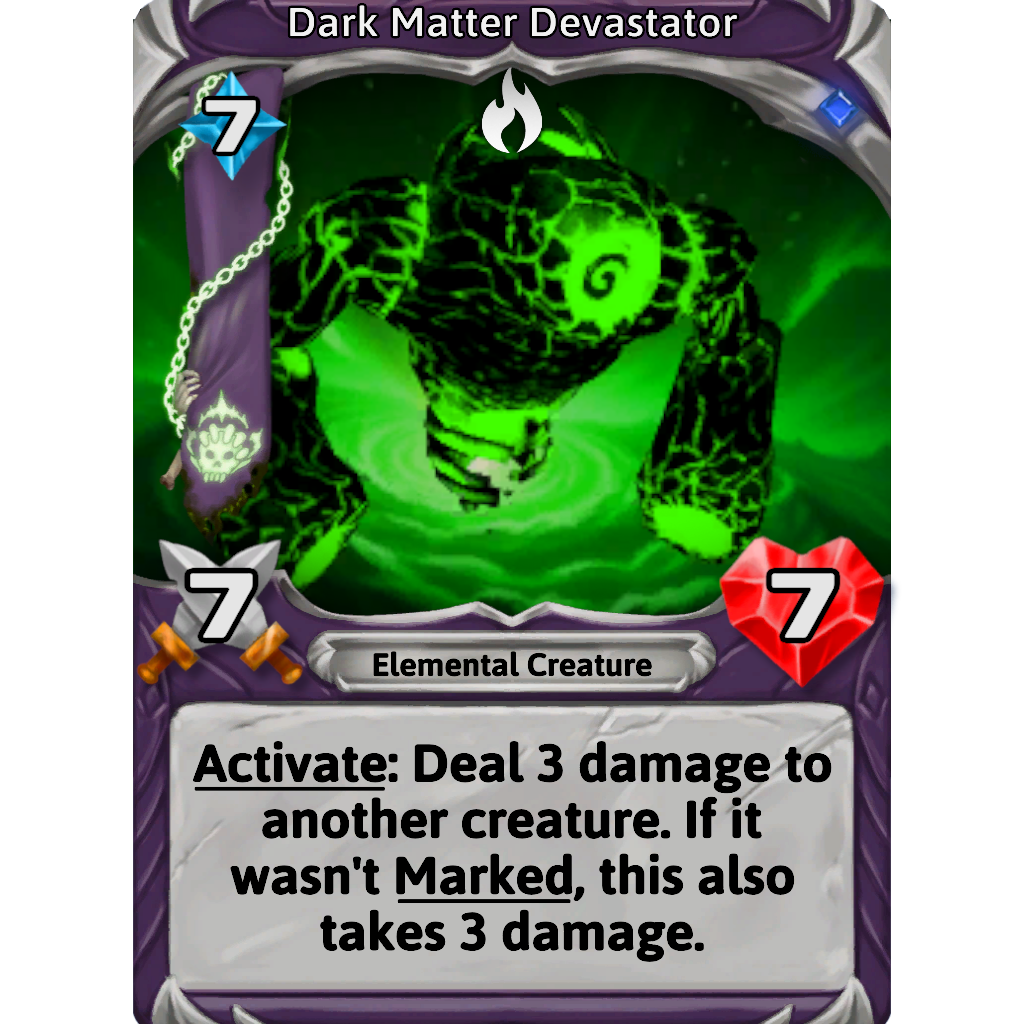 Dark Matter Devastator
7
7
7
Elemental Creature
Activate: Deal 3 damage to
another creature. If it
wasn't Marked, this also
takes 3 damage.